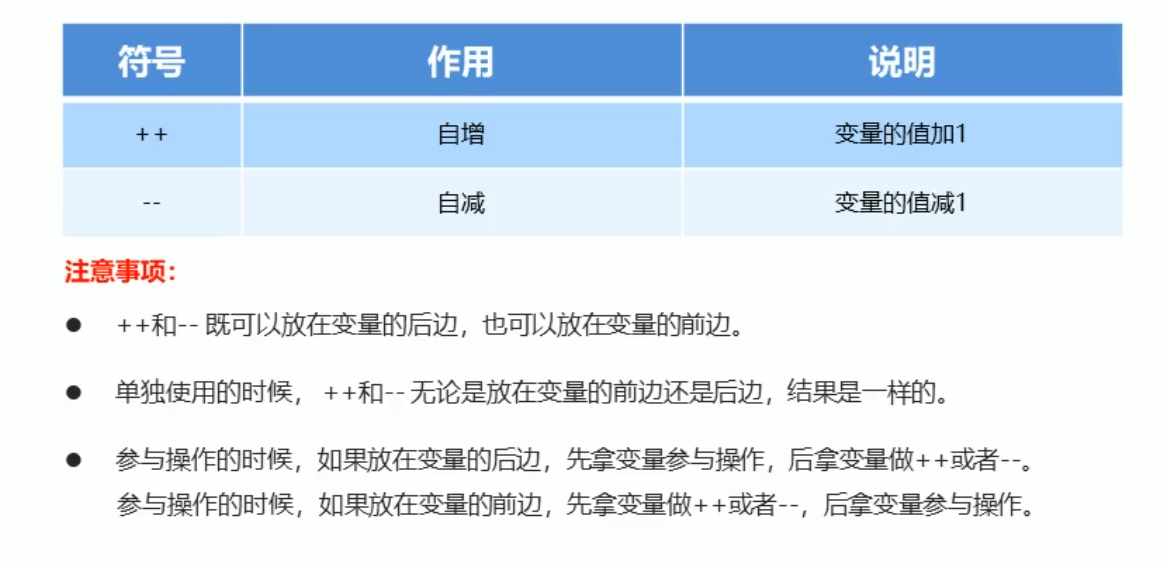 符号 作用 说明
++ 自增 变量的值加1
-- 自减 变量的值减1
注意事项：
● ++和-- 既可以放在变量的后边，也可以放在变量的前边。
● 单独使用的时候， ++和-- 无论是放在变量的前边还是后边，结果是一样的。
● 参与操作的时候，如果放在变量的后边，先拿变量参与操作，后拿变量做++或者--。
参与操作的时候，如果放在变量的前边，先拿变量做++或者--，后拿变量参与操作。